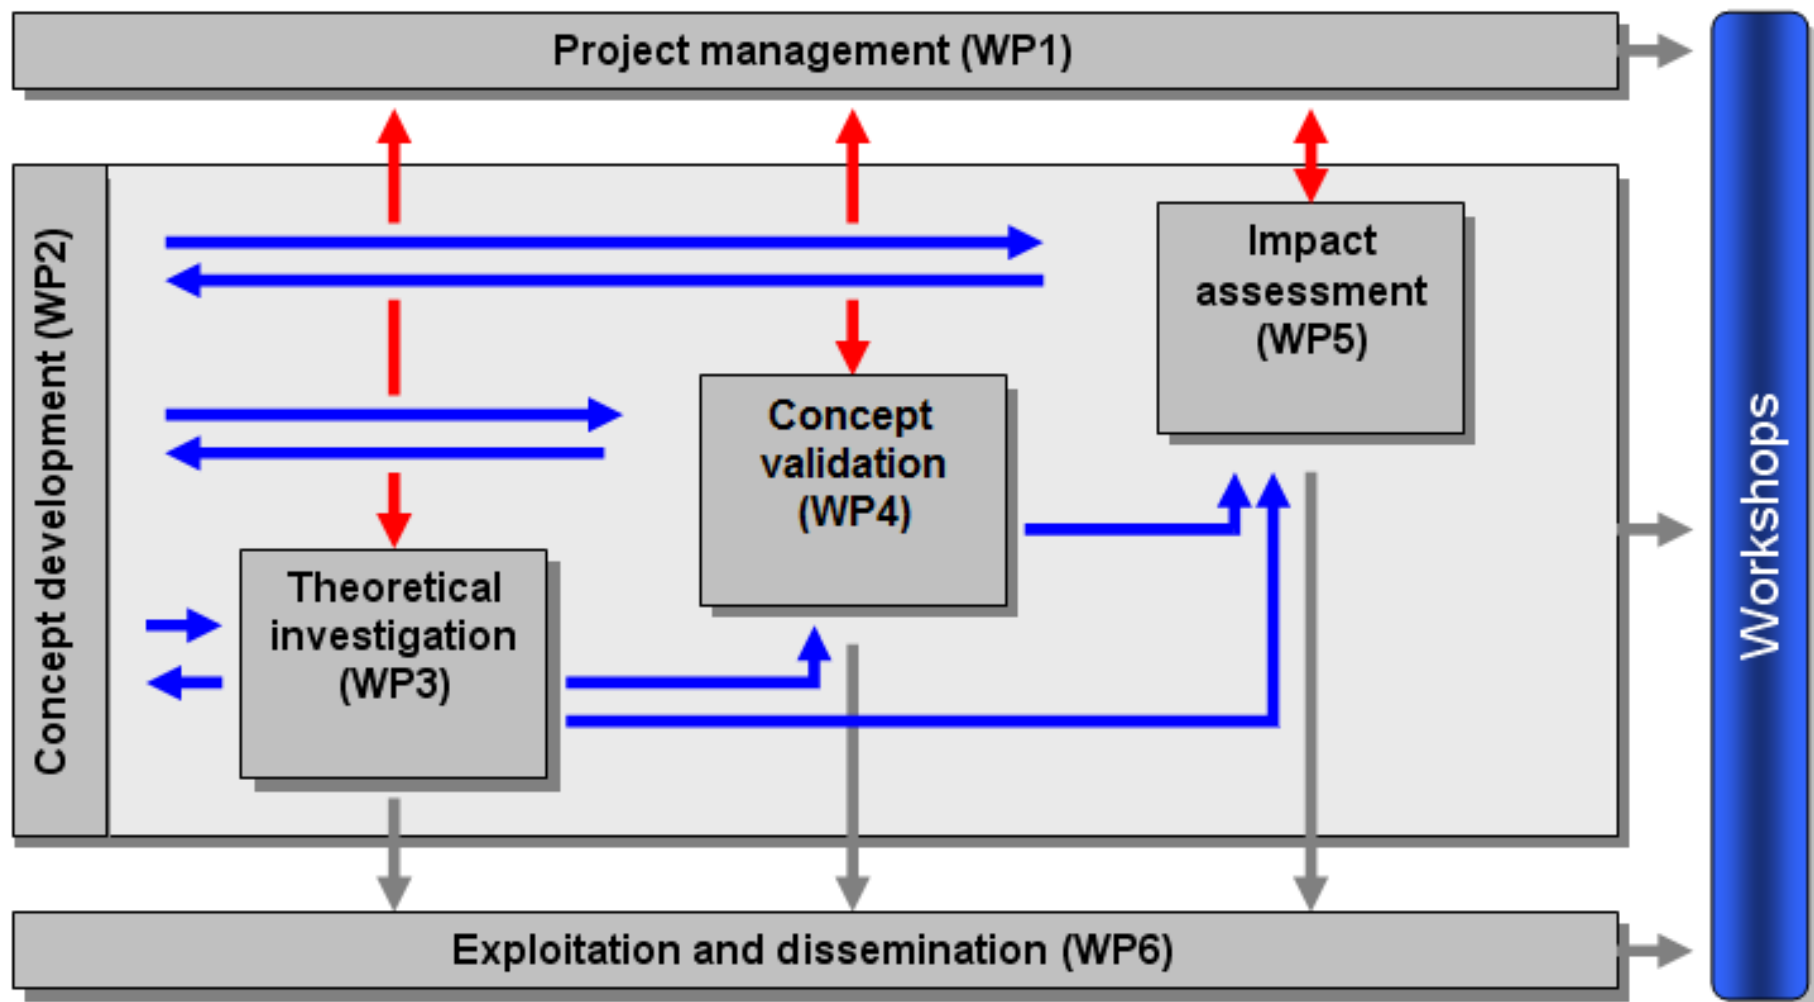 Project management (WP1)
Concept development (WP2)
Impact
assessment
(WP5)
Concept
validation
(WP4)
Theoretical
investigation
(WP3)
Workshops
Exploitation and dissemination (WP6)